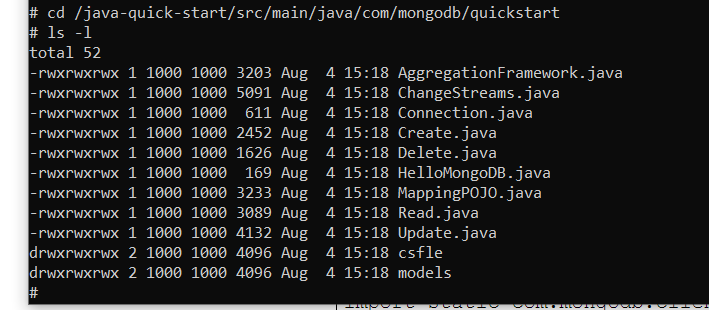 # cd /java-quick-start/src/main/java/com/mongodb/quickstart
# ls -l
total 52
-rwxrwxrwx 1 1000 1000 3203 Aug  4 15:18 AggregationFramework.java
-rwxrwxrwx 1 1000 1000 5091 Aug  4 15:18 ChangeStreams.java
-rwxrwxrwx 1 1000 1000  611 Aug  4 15:18 Connection.java
-rwxrwxrwx 1 1000 1000 2452 Aug  4 15:18 Create.java
-rwxrwxrwx 1 1000 1000 1626 Aug  4 15:18 Delete.java
-rwxrwxrwx 1 1000 1000  169 Aug  4 15:18 HelloMongoDB.java
-rwxrwxrwx 1 1000 1000 3233 Aug  4 15:18 MappingPOJO.java
-rwxrwxrwx 1 1000 1000 3089 Aug  4 15:18 Read.java
-rwxrwxrwx 1 1000 1000 4132 Aug  4 15:18 Update.java
drwxrwxrwx 2 1000 1000 4096 Aug  4 15:18 csfle
drwxrwxrwx 2 1000 1000 4096 Aug  4 15:18 models
#